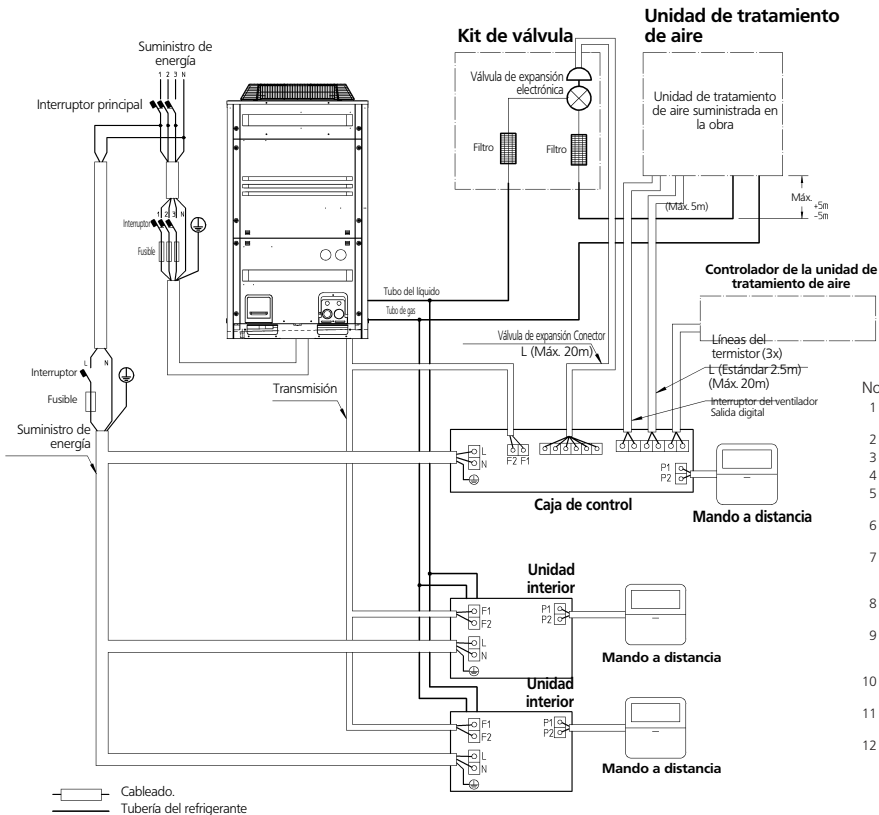 Unidad de tratamiento
de aire
Kit de válvula
Suministro de
energía
1 2 3 N
Interruptor principal
Válvula de expansión
electrónica
Filtro
Filtro
Unidad de tratamiento
de aire suministrada en
la obra
(Máx. 5m)
Máx.
+5m
-5m
1 2 3 N
Interruptor
Fusible
Tubo del líquido
Tubo de gas
Controlador de la unidad de
tratamiento de aire
Válvula de expansión Conector
L (Máx. 20m)
Líneas del
termistor (3x)
L (Estándar 2.5m)
(Máx. 20m)
Interruptor del ventilador
Salida digital
L N
Interruptor
Fusible
Transmisión
Suministro de
energía
L
N
F2 F1
P1
P2
Caja de control
Mando a distancia
Unidad
interior
F1
F2
L
N
P1
P2
Mando a distancia
Unidad
interior
F1
F2
L
N
P1
P2
Mando a distancia
Cableado.
Tubería del refrigerante
No
1
2
3
4
5
6
7
8
9
10
11
12